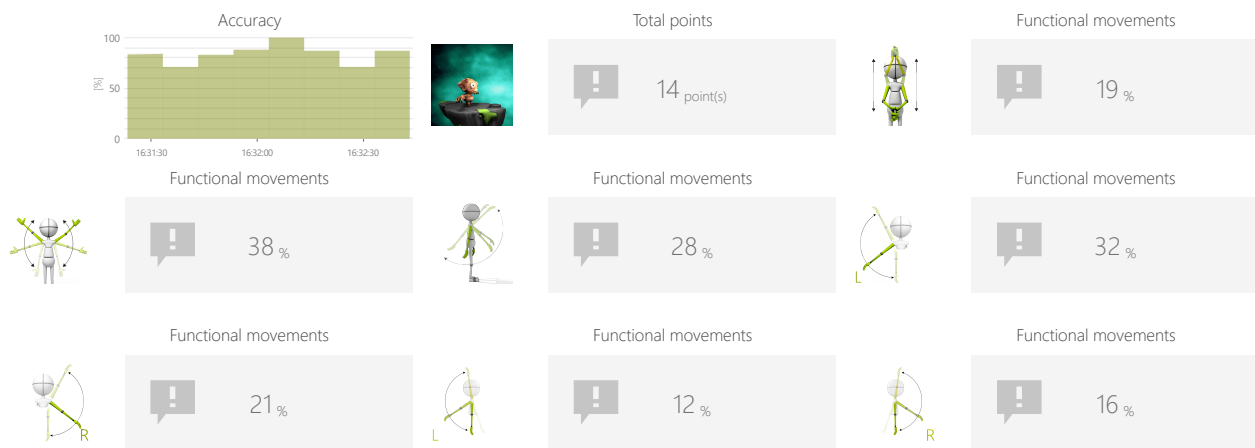 Accuracy
100
[%]
50
0
16:31:30
16:32:00
16:32:30
Total points
14 point(s)
Functional movements
19 %
Functional movements
38 %
Functional movements
28 %
Functional movements
32 %
L
Functional movements
21 %
R
Functional movements
12 %
L
Functional movements
16 %
R